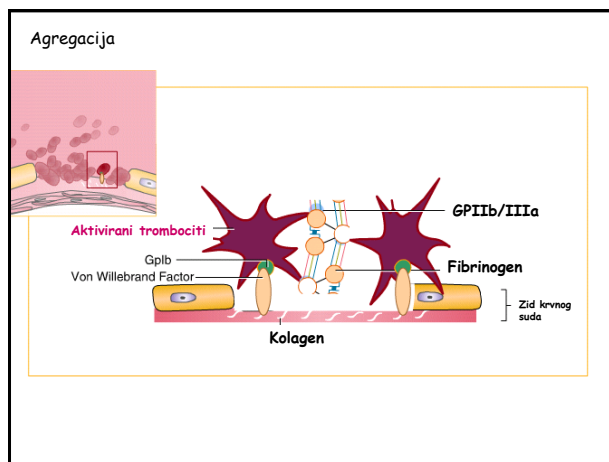 Agregacija
GPIIb/IIIa
Aktivirani trombociti
GpIb
Von Willebrand Factor
Fibrinogen
Zid krvnog
suda
Kolagen